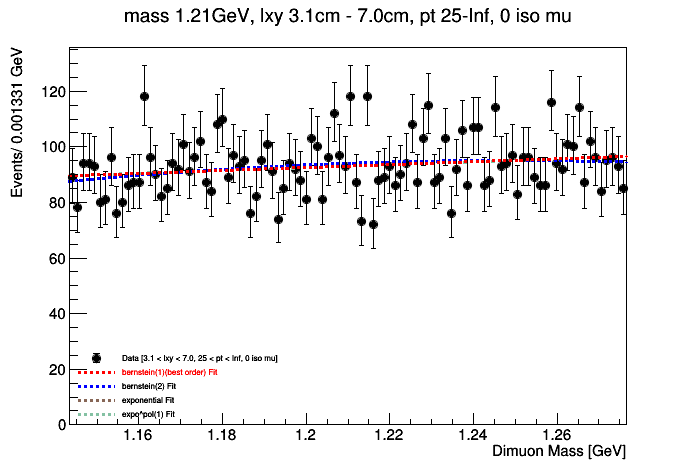 mass 1.21GeV, lxy 3.1cm - 7.0cm, pt 25-Inf, 0 iso mu
Events/ 0.001331 GeV
120
100
80
60
40
20
0
Data [3.1 < lxy < 7.0, 25 < pt < Inf, 0 iso mu]
bernstein(1)(best order) Fit
bernstein(2) Fit
exponential Fit
expo*pol(1) Fit
1.16 1.18 1.2 1.22 1.24 1.26
Dimuon Mass [GeV]